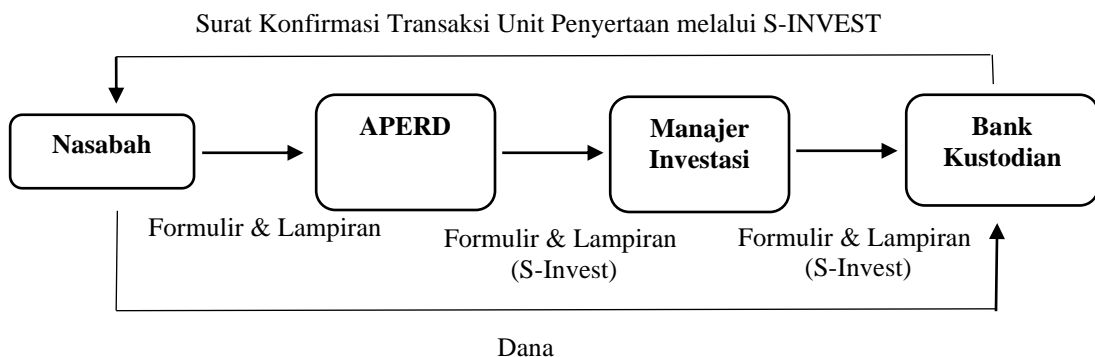 Surat Konfirmasi Transaksi Unit Penyertaan melalui S-INVEST
Nasabah
APERD
Manajer
Investasi
Bank
Kustodian
Formulir & Lampiran
Formulir & Lampiran
(S-Invest)
Formulir & Lampiran
(S-Invest)
Dana